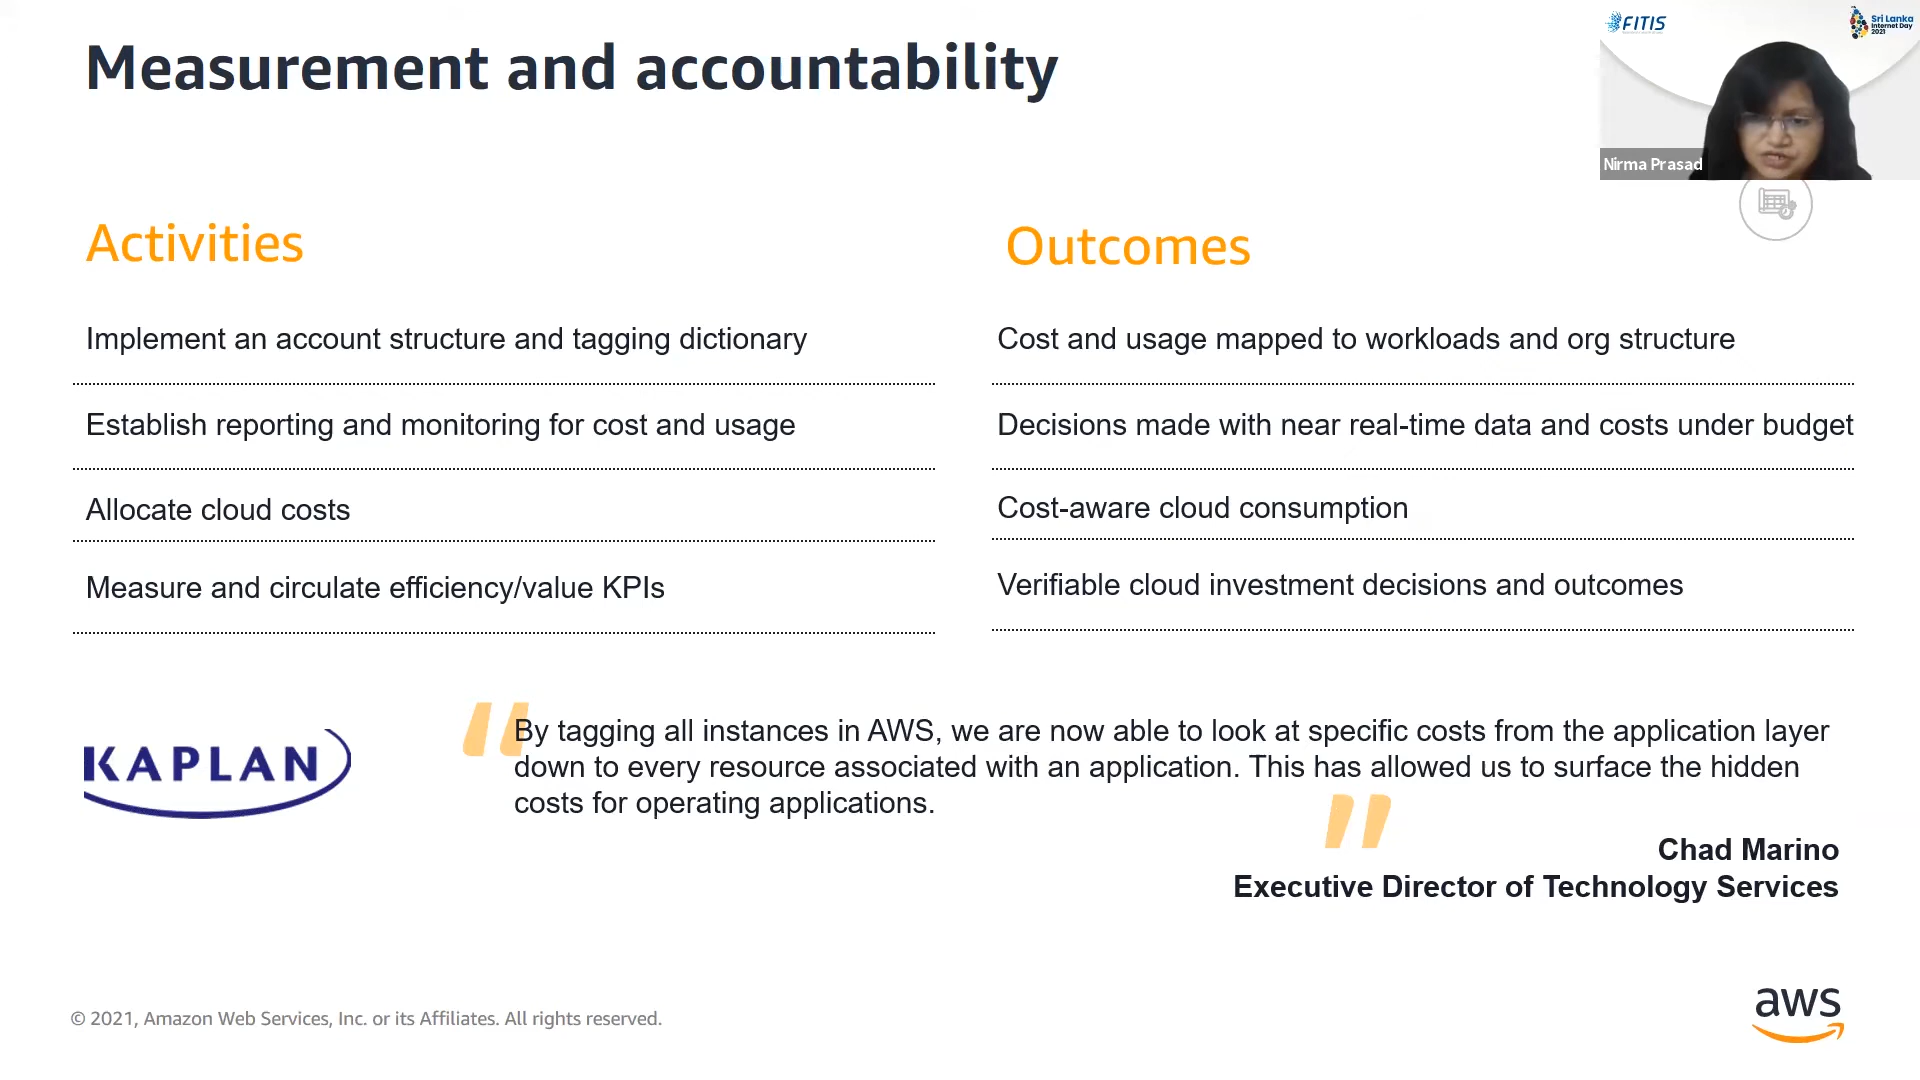 Measurement and accountability
FITIS
Sri Lanka
Internet Day
2021
Nirma Prasad
Activities
Outcomes
Implement an account structure and tagging dictionary
Cost and usage mapped to workloads and org structure
Establish reporting and monitoring for cost and usage
Decisions made with near real-time data and costs under budget
Allocate cloud costs
Cost-aware cloud consumption
Measure and circulate efficiency/value KPIs
Verifiable cloud investment decisions and outcomes
KAPLAN
"By tagging all instances in AWS, we are now able to look at specific costs from the application layer
down to every resource associated with an application. This has allowed us to surface the hidden
costs for operating applications."
Chad Marino
Executive Director of Technology Services
© 2021, Amazon Web Services, Inc. or its Affiliates. All rights reserved.
aws